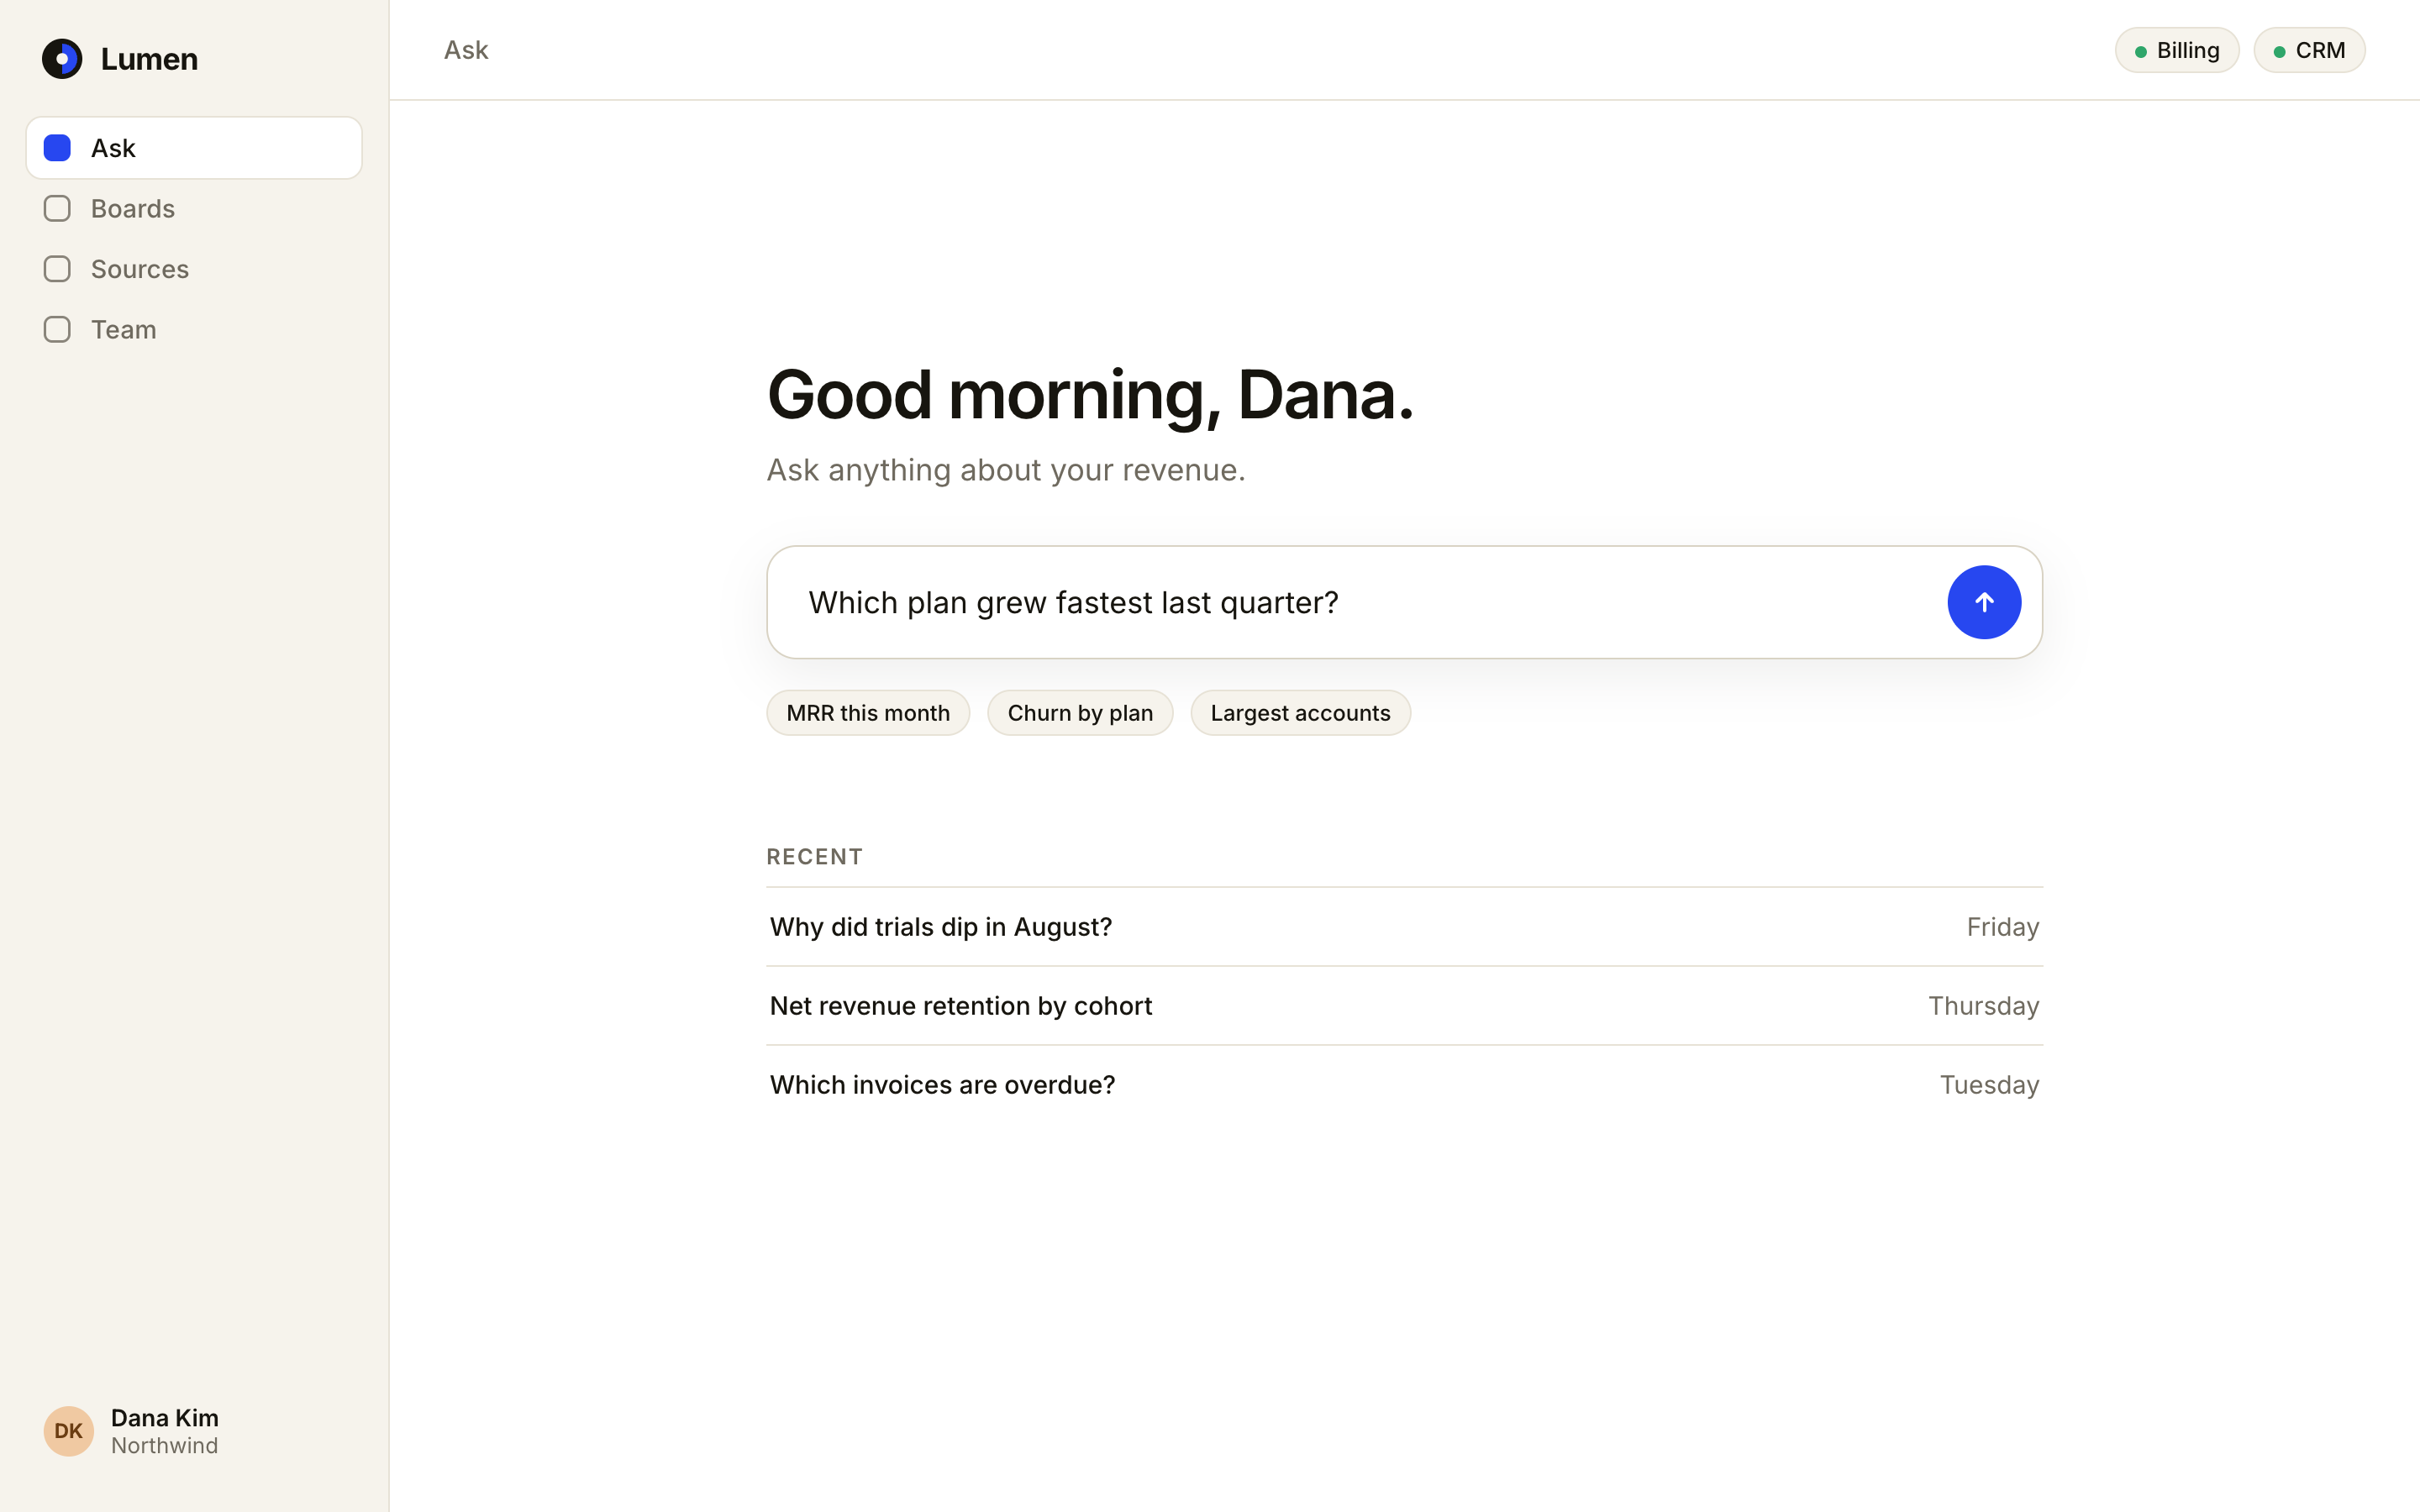 Lumen
Ask
Boards
Sources
Team
DK
Dana Kim
Northwind
Ask
Billing
CRM
Good morning, Dana.
Ask anything about your revenue.
Which plan grew fastest last quarter?
MRR this month
Churn by plan
Largest accounts
RECENT
Why did trials dip in August?
Friday
Net revenue retention by cohort
Thursday
Which invoices are overdue?
Tuesday